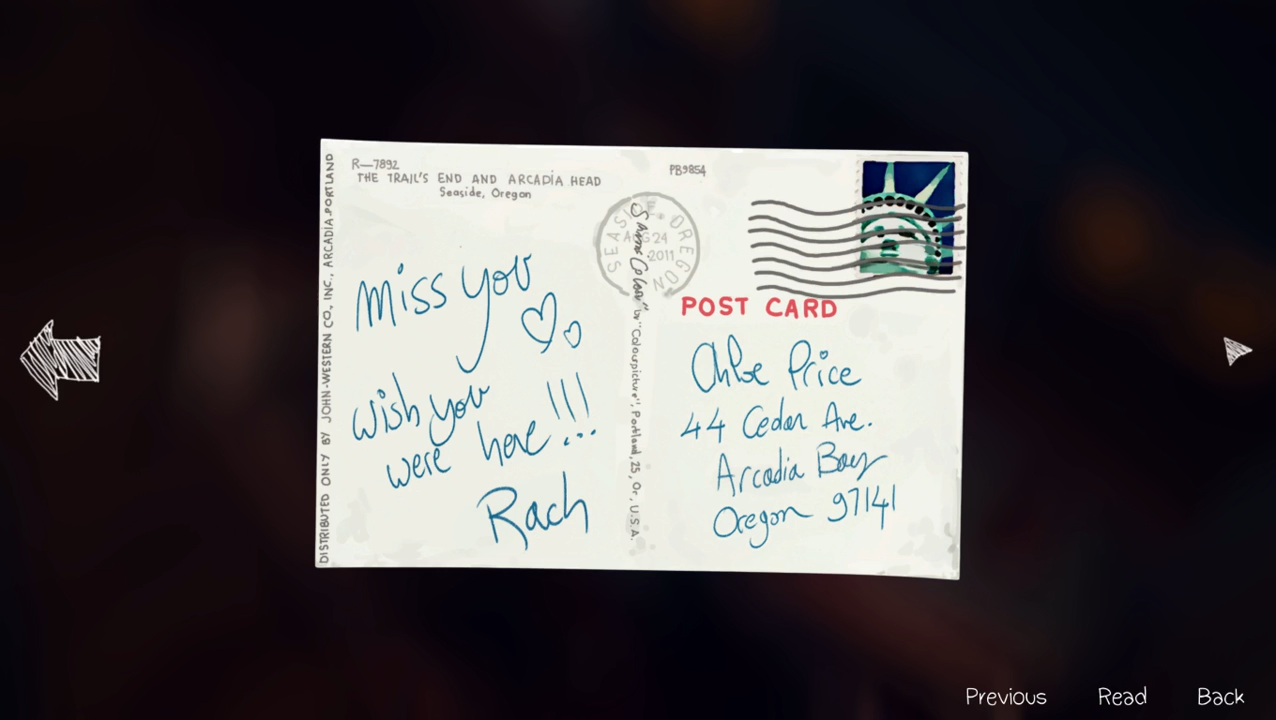 R—7892
THE TRAIL'S END AND ARCADIA HEAD
Seaside, Oregon
PB9854
DISTRIBUTED ONLY BY JOHN-WESTERN CO., INC., ARCADIA-PORTLAND
Miss you
wish you
were here!!!
Rach
SEASIDE. OREGON
AUG 24
2011
Color" by "Colourpicture", Portland, 25, Or, U.S.A.
POST CARD
Chloe Price
44 Cedar Ave.
Arcadia Bay
Oregon 97141
Previous
Read
Back